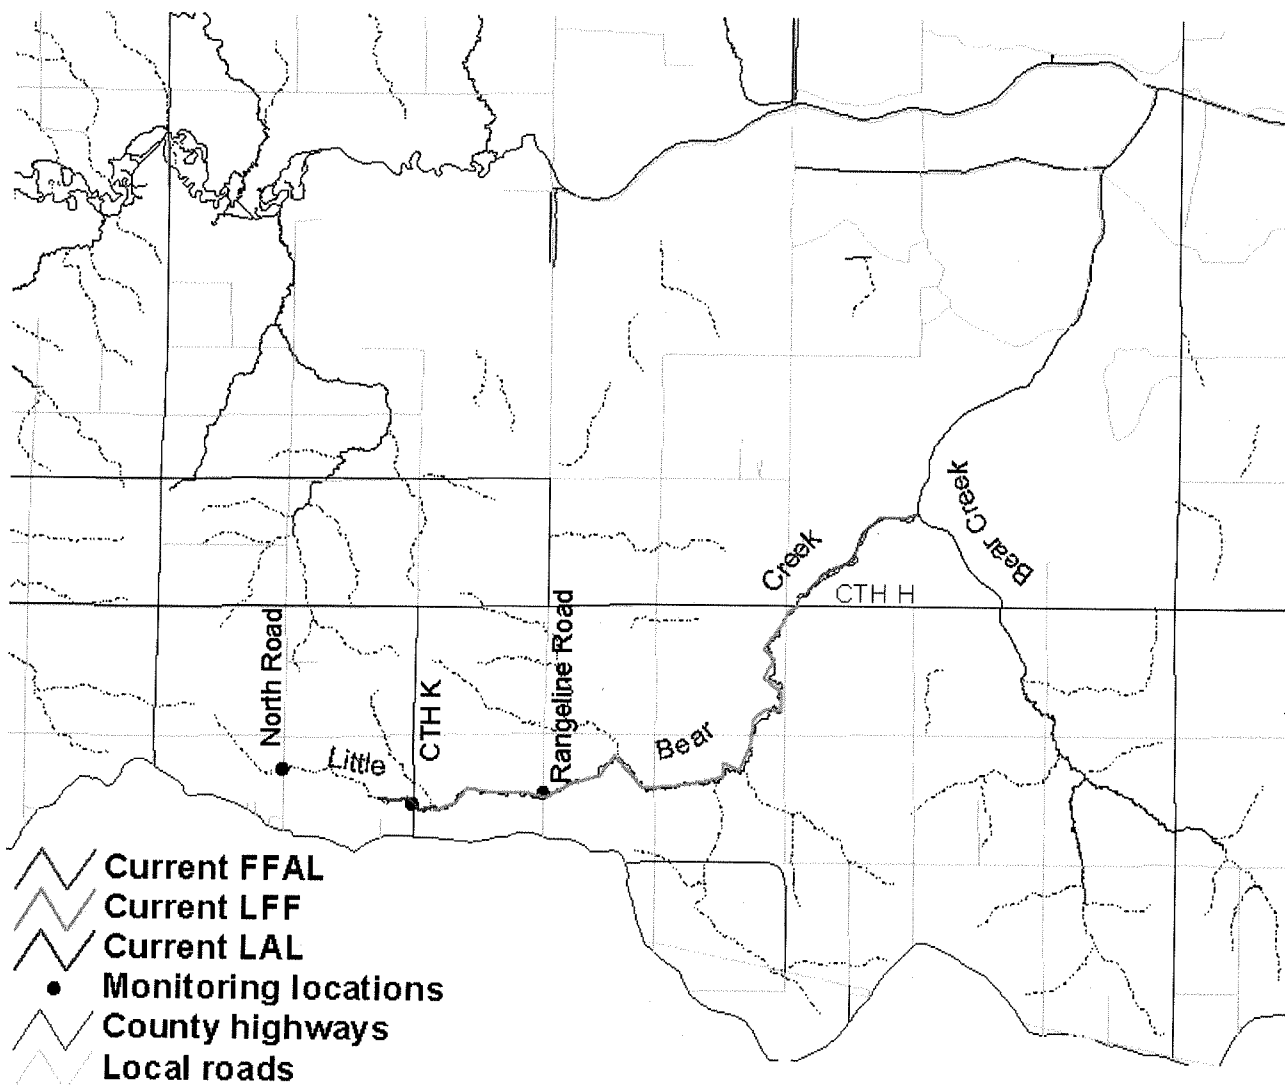 Creek
Bear Creek
CTH H
North Road
CTH K
Rangeline Road
Little
Bear
Current FFAL
Current LFF
Current LAL
Monitoring locations
County highways
Local roads